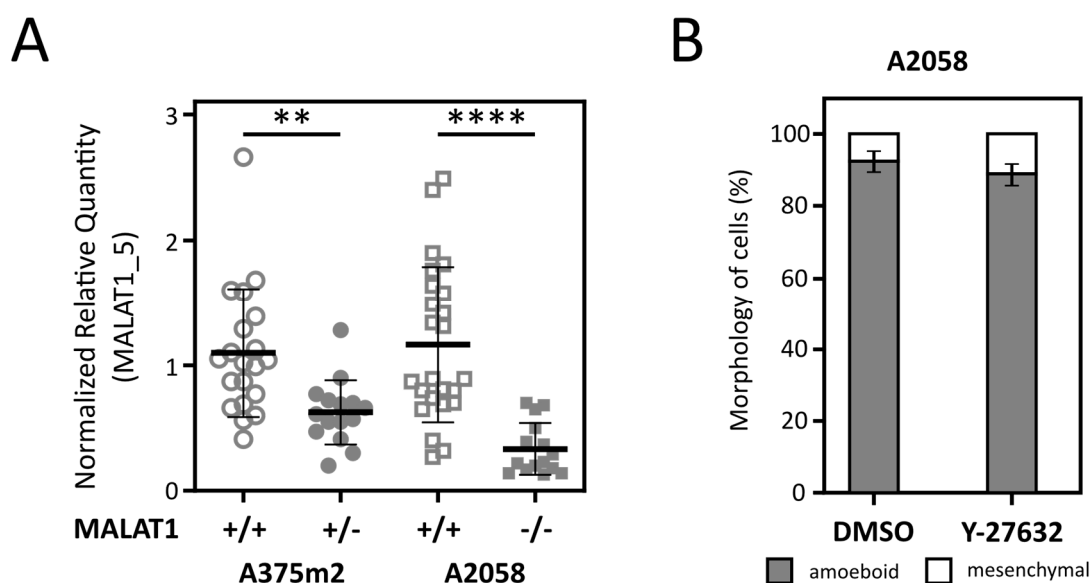 A
Normalized Relative Quantity
(MALAT1_5)
3
2
1
0
**
****
MALAT1 +/+ +/- +/+ -/-
A375m2 A2058
B
A2058
Morphology of cells (%)
100
80
60
40
20
0
DMSO Y-27632
amoeboid mesenchymal